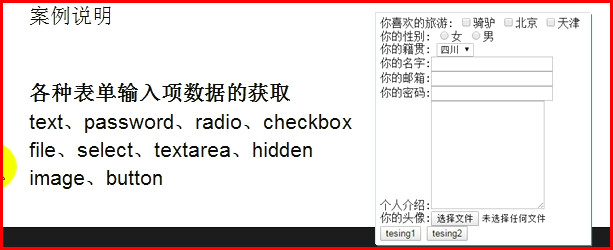 案例说明
各种表单输入项数据的获取
text、password、radio、checkbox
file、select、textarea、hidden
image、button
你喜欢的旅游: 骑驴 北京 天津
你的性别: 女 男
你的籍贯: 四川
你的名字:
你的邮箱:
你的密码:
个人介绍:
你的头像: 选择文件 未选择任何文件
tesing1 tesing2